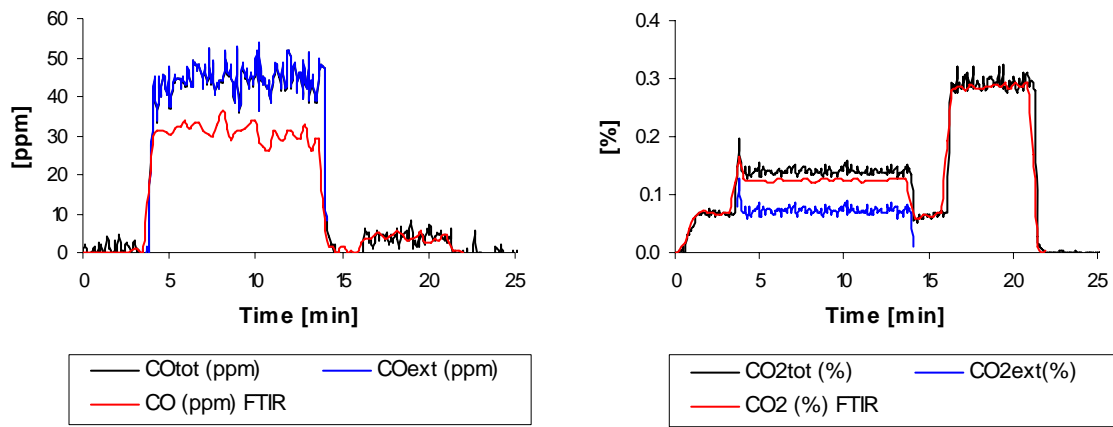 60
50
40
30
20
10
0
[ppm]
0 5 10 15 20 25
Time [min]
COtot (ppm) COext (ppm)
CO (ppm) FTIR
0.4
0.3
0.2
0.1
0.0
[%]
0 5 10 15 20 25
Time [min]
CO2tot (%) CO2ext(%)
CO2 (%) FTIR